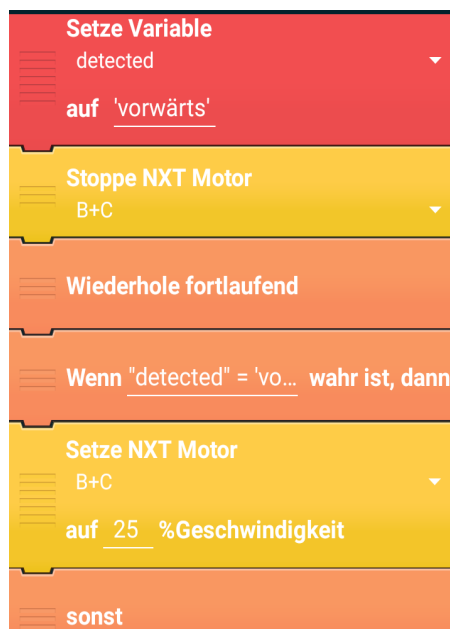 Setze Variable
detected
auf 'vorwärts'
Stoppe NXT Motor
B+C
Wiederhole fortlaufend
Wenn "detected" = 'vo... wahr ist, dann
Setze NXT Motor
B+C
auf 25 %Geschwindigkeit
sonst